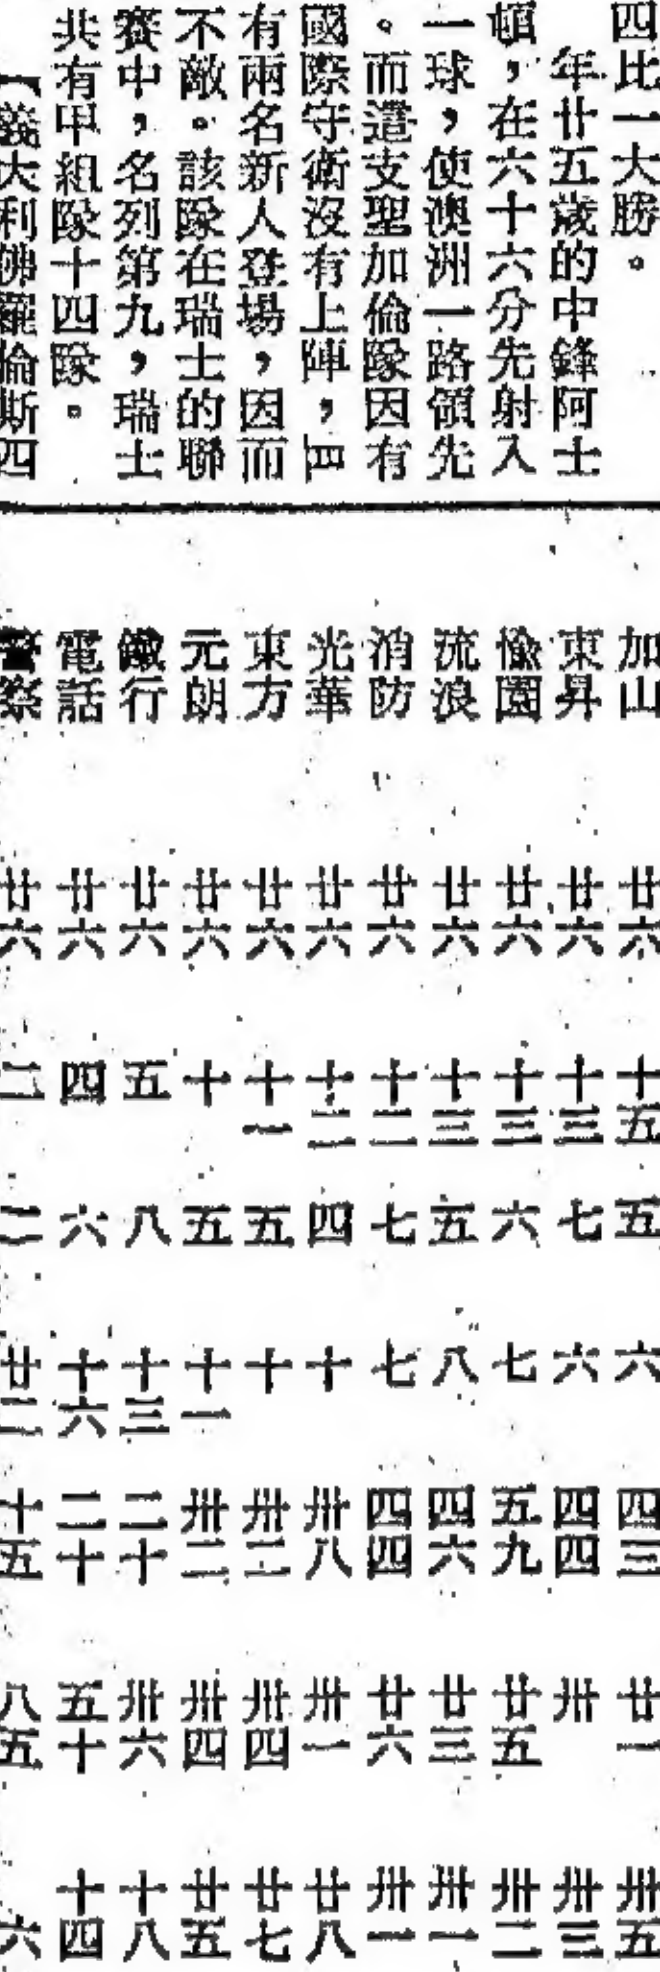 四比一大勝。
年廿五歲的中鋒阿士
頓，在六十六分先射入
一球，使澳洲一路領先
。而遣支聖加倫隊因有
國際守衛沒有上陣，四
有兩名新人登場，因而
不敵。該隊在瑞士的聯
賽中，名列第九，瑞士
共有甲組隊十四隊。
【義大利佛羅倫斯四
加山 廿六 十五 五 六 四三 廿一 卅五
東昇 廿六 十三 七 六 四四 卅 卅三
愉園 廿六 十三 六 七 五九 廿五 卅二
流浪 廿六 十三 五 八 四六 廿三 卅一
消防 廿六 十二 七 七 四四 廿六 卅一
光華 廿六 十二 四 十 卅八 卅一 廿八
東方 廿六 十一 五 十 卅二 卅四 廿七
元朗 廿六 十 五 十一 卅二 卅四 廿五
鐵行 廿六 五 八 十三 二十 卅六 十八
電話 廿六 四 六 十六 二十 五十 十四
警察 廿六 二 二 廿二 十五 八五 六